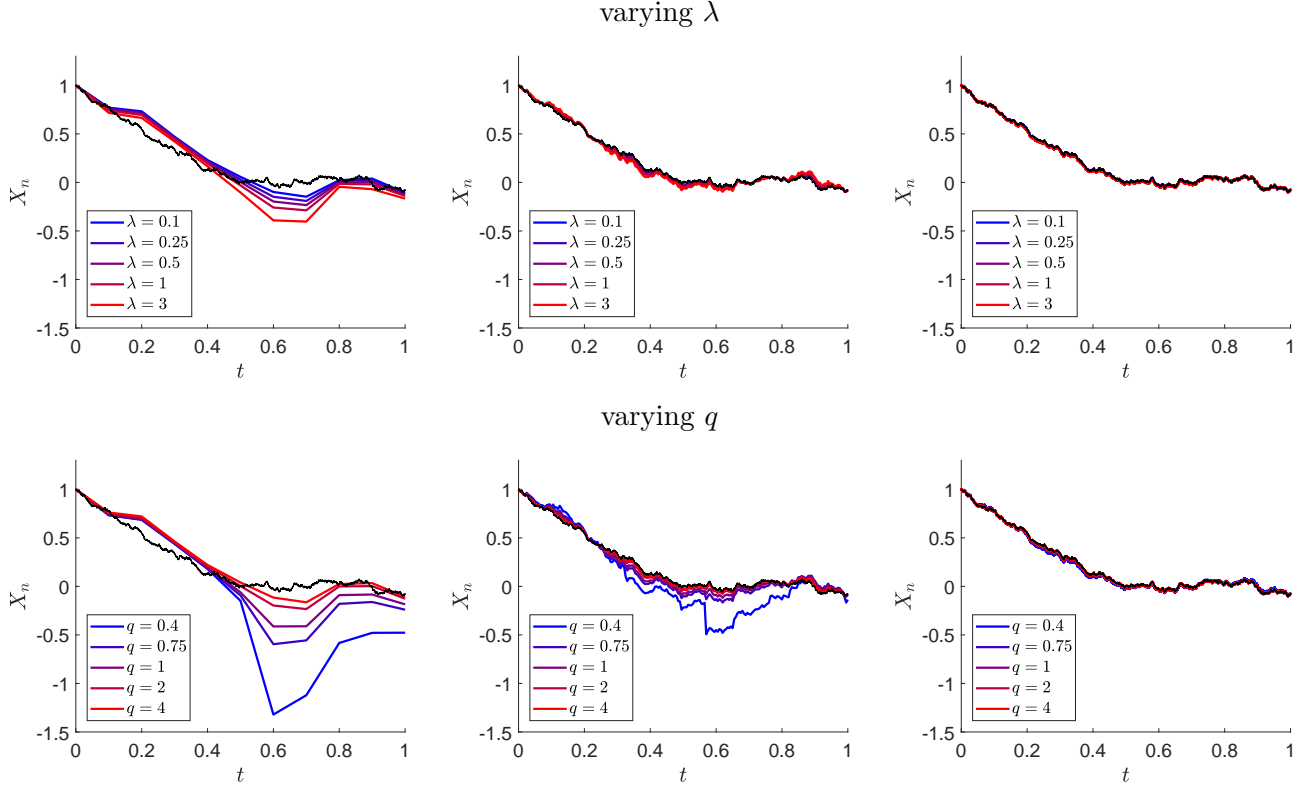 varying λ
1
0.5
0
-0.5
-1
-1.5
X_n
λ = 0.1
λ = 0.25
λ = 0.5
λ = 1
λ = 3
0 0.2 0.4 0.6 0.8 1
t
1
0.5
0
-0.5
-1
-1.5
X_n
λ = 0.1
λ = 0.25
λ = 0.5
λ = 1
λ = 3
0 0.2 0.4 0.6 0.8 1
t
1
0.5
0
-0.5
-1
-1.5
X_n
λ = 0.1
λ = 0.25
λ = 0.5
λ = 1
λ = 3
0 0.2 0.4 0.6 0.8 1
t
varying q
1
0.5
0
-0.5
-1
-1.5
X_n
q = 0.4
q = 0.75
q = 1
q = 2
q = 4
0 0.2 0.4 0.6 0.8 1
t
1
0.5
0
-0.5
-1
-1.5
X_n
q = 0.4
q = 0.75
q = 1
q = 2
q = 4
0 0.2 0.4 0.6 0.8 1
t
1
0.5
0
-0.5
-1
-1.5
X_n
q = 0.4
q = 0.75
q = 1
q = 2
q = 4
0 0.2 0.4 0.6 0.8 1
t